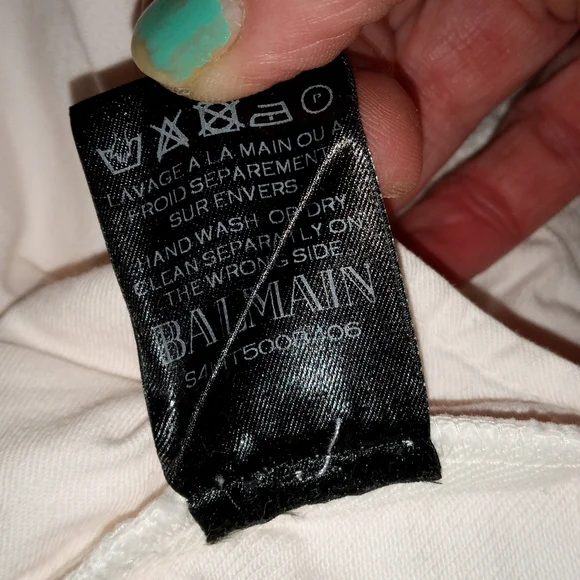 P
LAVAGE A LA MAIN OU A
FROID SEPAREMENT
SUR ENVERS
HAND WASH OR DRY
CLEAN SEPARATLY ON
THE WRONG SIDE
BALMAIN